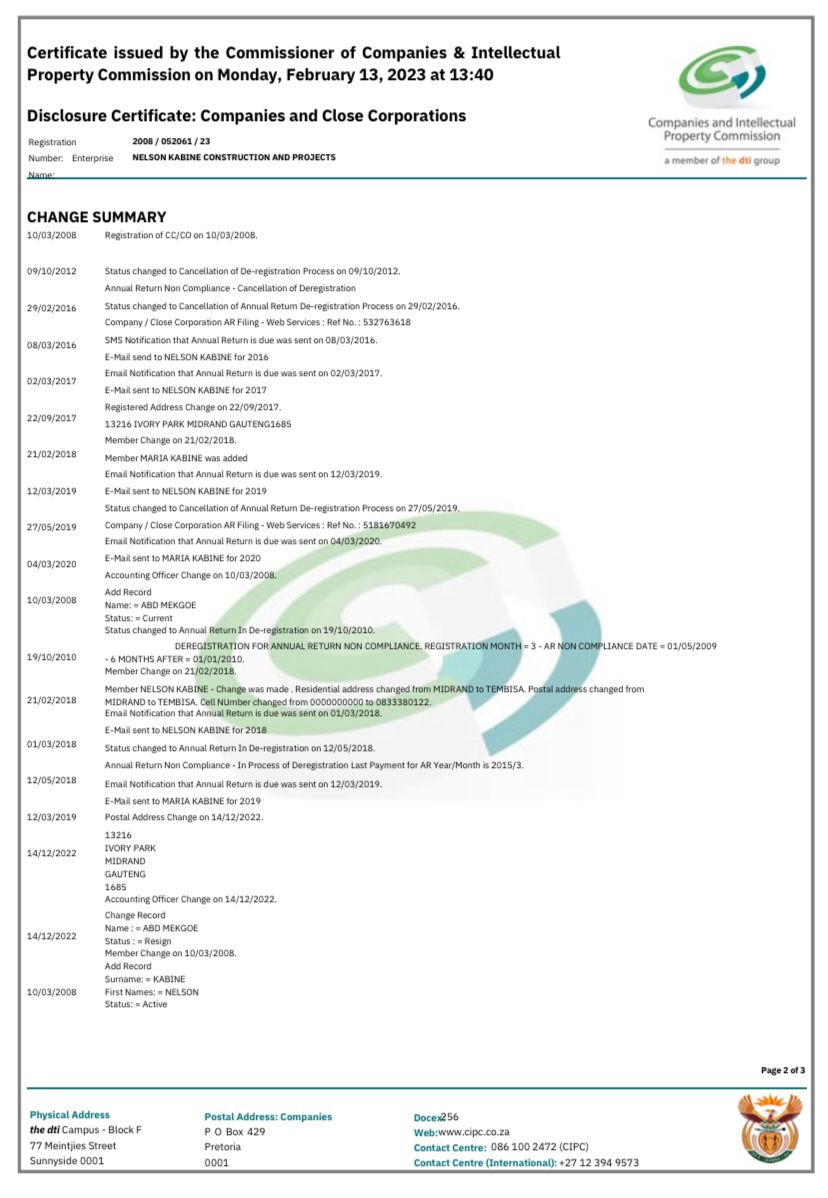 Certificate issued by the Commissioner of Companies & Intellectual
Property Commission on Monday, February 13, 2023 at 13:40
Disclosure Certificate: Companies and Close Corporations
Registration 2008 / 052061 / 23
Number: Enterprise NELSON KABINE CONSTRUCTION AND PROJECTS
Name:
Companies and Intellectual
Property Commission
a member of the dti group
CHANGE SUMMARY
10/03/2008 Registration of CC/CO on 10/03/2008.
09/10/2012 Status changed to Cancellation of De-registration Process on 09/10/2012.
Annual Return Non Compliance - Cancellation of Deregistration
29/02/2016 Status changed to Cancellation of Annual Return De-registration Process on 29/02/2016.
Company / Close Corporation AR Filing - Web Services : Ref No. : 532763618
08/03/2016 SMS Notification that Annual Return is due was sent on 08/03/2016.
E-Mail send to NELSON KABINE for 2016
Email Notification that Annual Return is due was sent on 02/03/2017.
02/03/2017
E-Mail sent to NELSON KABINE for 2017
Registered Address Change on 22/09/2017.
22/09/2017
13216 IVORY PARK MIDRAND GAUTENG1685
Member Change on 21/02/2018.
21/02/2018
Member MARIA KABINE was added
Email Notification that Annual Return is due was sent on 12/03/2019.
12/03/2019 E-Mail sent to NELSON KABINE for 2019
Status changed to Cancellation of Annual Return De-registration Process on 27/05/2019.
27/05/2019 Company / Close Corporation AR Filing - Web Services : Ref No. : 5181670492
Email Notification that Annual Return is due was sent on 04/03/2020.
04/03/2020 E-Mail sent to MARIA KABINE for 2020
Accounting Officer Change on 10/03/2008.
Add Record
10/03/2008 Name: = ABD MEKGOE
Status: = Current
Status changed to Annual Return In De-registration on 19/10/2010.
DEREGISTRATION FOR ANNUAL RETURN NON COMPLIANCE. REGISTRATION MONTH = 3 - AR NON COMPLIANCE DATE = 01/05/2009
19/10/2010 - 6 MONTHS AFTER = 01/01/2010.
Member Change on 21/02/2018.
Member NELSON KABINE - Change was made . Residential address changed from MIDRAND to TEMBISA. Postal address changed from
21/02/2018 MIDRAND to TEMBISA. Cell NUmber changed from 0000000000 to 0833380122.
Email Notification that Annual Return is due was sent on 01/03/2018.
E-Mail sent to NELSON KABINE for 2018
01/03/2018 Status changed to Annual Return In De-registration on 12/05/2018.
Annual Return Non Compliance - In Process of Deregistration Last Payment for AR Year/Month is 2015/3.
12/05/2018 Email Notification that Annual Return is due was sent on 12/03/2019.
E-Mail sent to MARIA KABINE for 2019
12/03/2019 Postal Address Change on 14/12/2022.
13216
14/12/2022 IVORY PARK
MIDRAND
GAUTENG
1685
Accounting Officer Change on 14/12/2022.
Change Record
Name : = ABD MEKGOE
14/12/2022 Status : = Resign
Member Change on 10/03/2008.
Add Record
Surname: = KABINE
10/03/2008 First Names: = NELSON
Status: = Active
Page 2 of 3
Physical Address
the dti Campus - Block F
77 Meintjies Street
Sunnyside 0001
Postal Address: Companies
P O Box 429
Pretoria
0001
Docex256
Web:www.cipc.co.za
Contact Centre: 086 100 2472 (CIPC)
Contact Centre (International): +27 12 394 9573